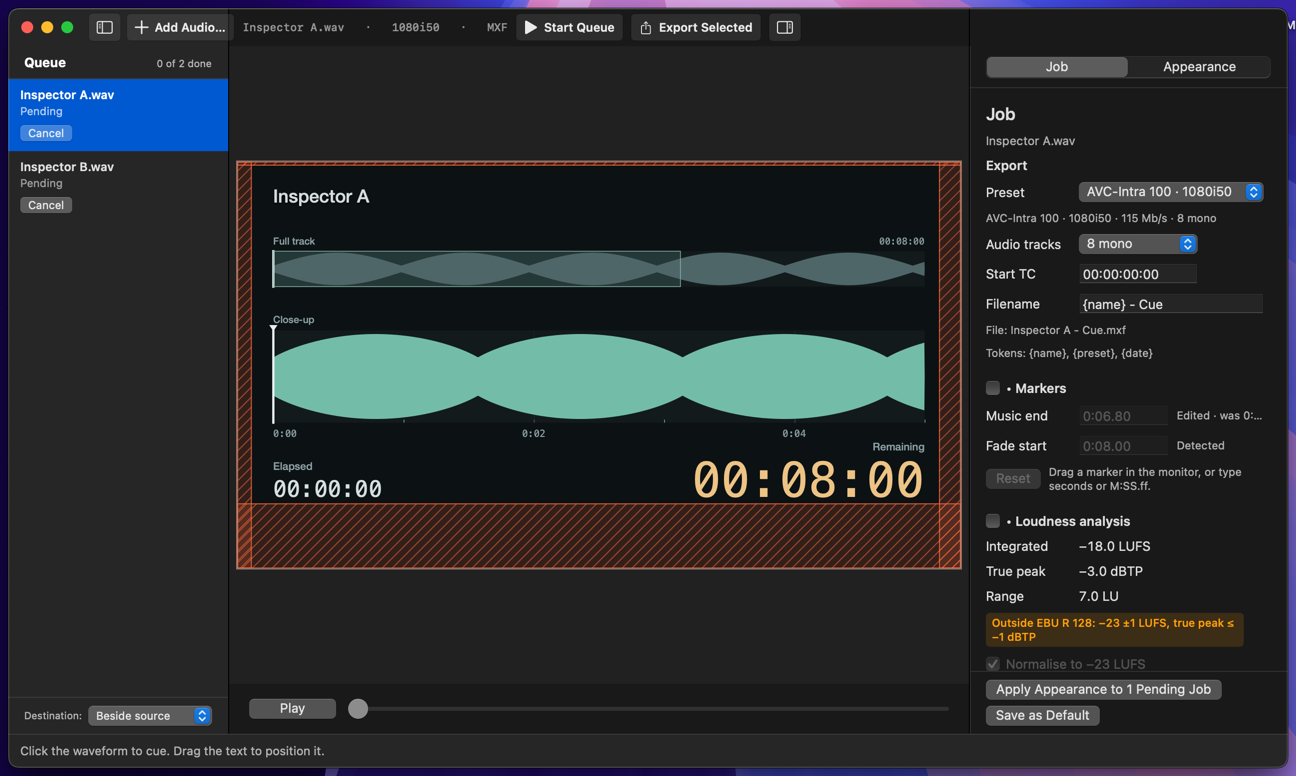 Add Audio...
Inspector A.wav · 1080i50 · MXF
Start Queue
Export Selected
Queue
0 of 2 done
Inspector A.wav
Pending
Cancel
Inspector B.wav
Pending
Cancel
Destination: Beside source
Inspector A
Full track
00:08:00
Close-up
0:00 0:02 0:04
Elapsed
00:00:00
Remaining
00:08:00
Play
Job
Appearance
Job
Inspector A.wav
Export
Preset AVC-Intra 100 · 1080i50
AVC-Intra 100 · 1080i50 · 115 Mb/s · 8 mono
Audio tracks 8 mono
Start TC 00:00:00:00
Filename {name} - Cue
File: Inspector A - Cue.mxf
Tokens: {name}, {preset}, {date}
• Markers
Music end 0:06.80 Edited · was 0:...
Fade start 0:08.00 Detected
Reset
Drag a marker in the monitor, or type
seconds or M:SS.ff.
• Loudness analysis
Integrated −18.0 LUFS
True peak −3.0 dBTP
Range 7.0 LU
Outside EBU R 128: −23 ±1 LUFS, true peak ≤
−1 dBTP
Normalise to −23 LUFS
Apply Appearance to 1 Pending Job
Save as Default
Click the waveform to cue. Drag the text to position it.